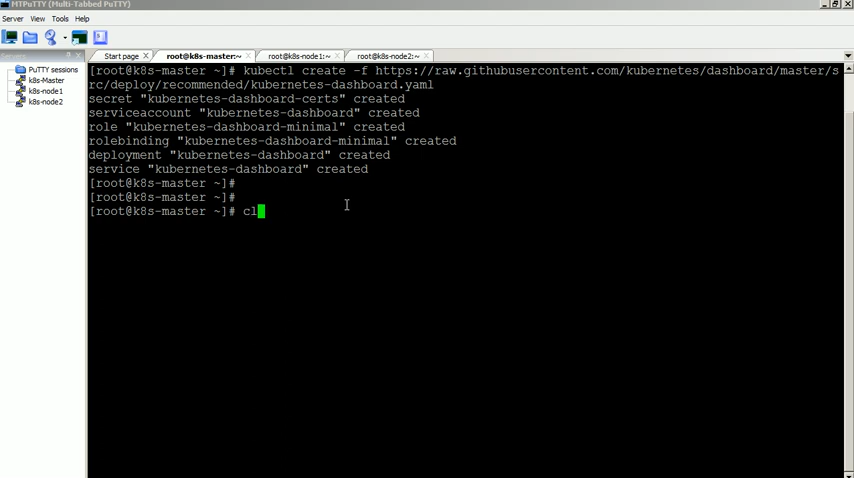 MTPuTTY (Multi-Tabbed PuTTY)
Server View Tools Help
Start page
root@k8s-master:~
root@k8s-node1:~
root@k8s-node2:~
PuTTY sessions
k8s-Master
k8s-node1
k8s-node2
[root@k8s-master ~]# kubectl create -f https://raw.githubusercontent.com/kubernetes/dashboard/master/s
rc/deploy/recommended/kubernetes-dashboard.yaml
secret "kubernetes-dashboard-certs" created
serviceaccount "kubernetes-dashboard" created
role "kubernetes-dashboard-minimal" created
rolebinding "kubernetes-dashboard-minimal" created
deployment "kubernetes-dashboard" created
service "kubernetes-dashboard" created
[root@k8s-master ~]#
[root@k8s-master ~]#
[root@k8s-master ~]# cl